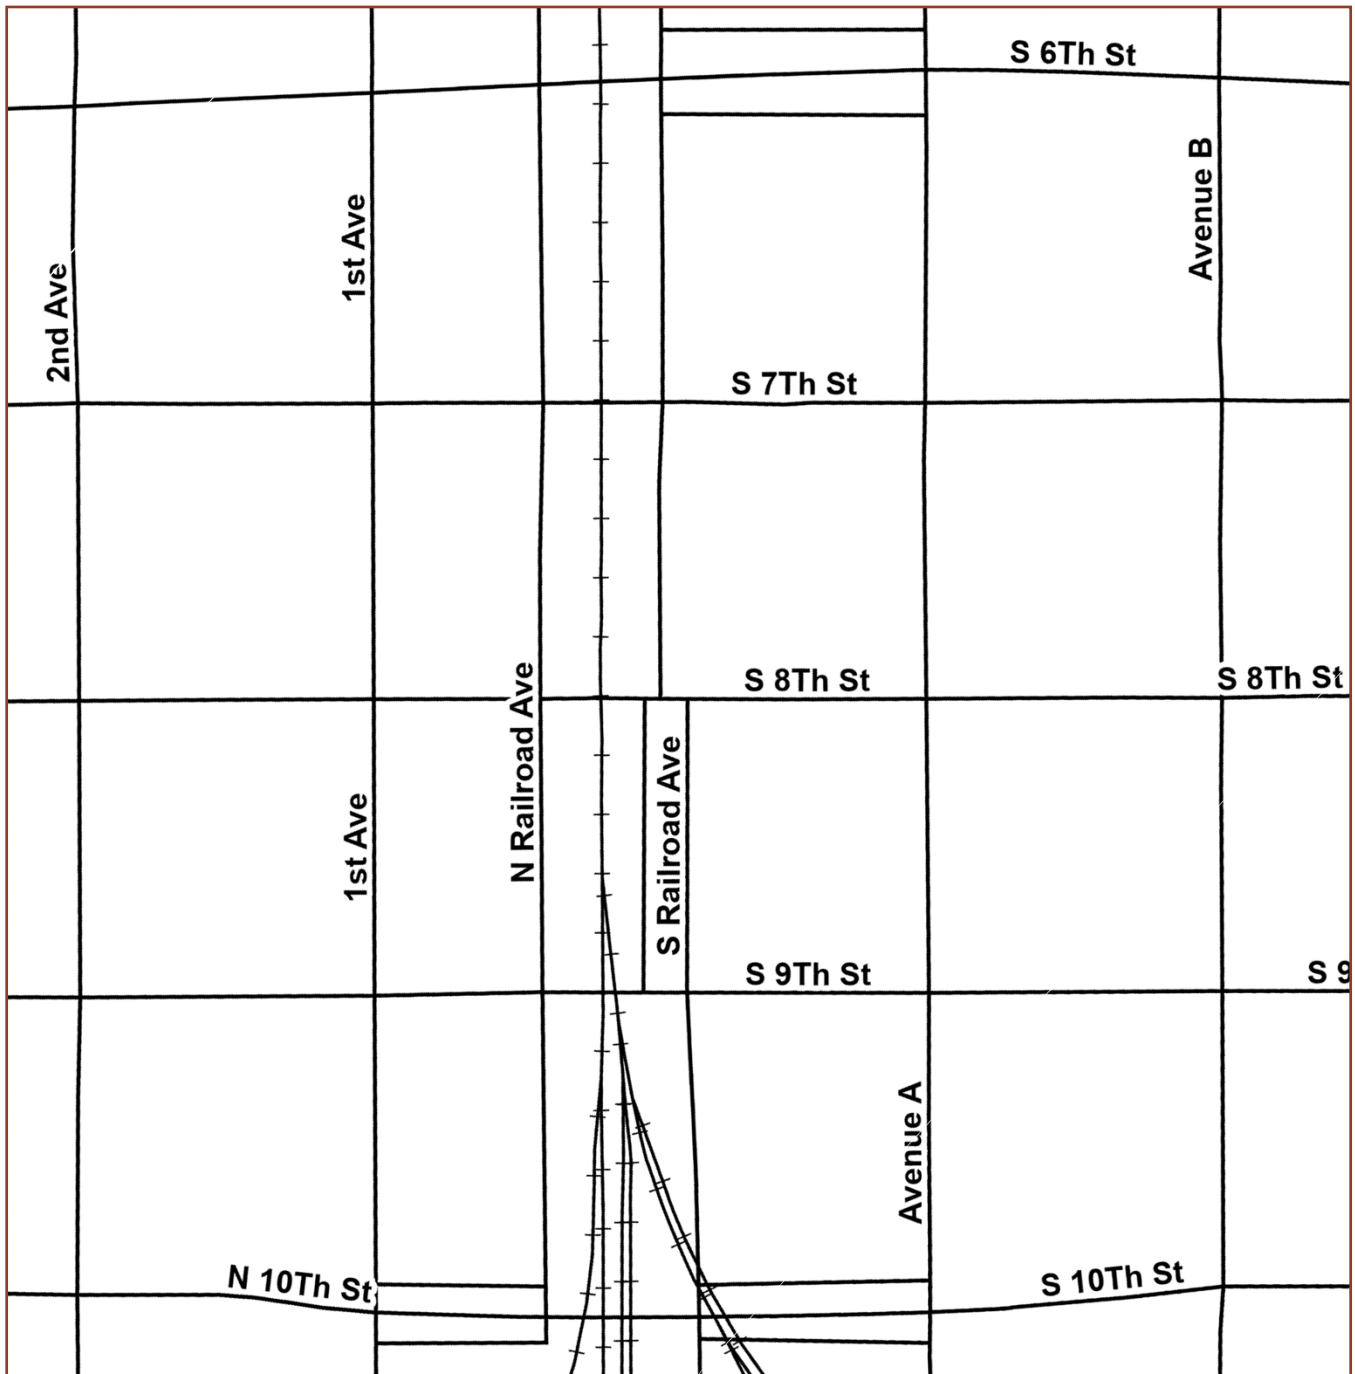 S 6Th St
Avenue B
1st Ave
2nd Ave
S 7Th St
S 8Th St
S 8Th St
N Railroad Ave
S Railroad Ave
1st Ave
S 9Th St
S 9
Avenue A
N 10Th St
S 10Th St